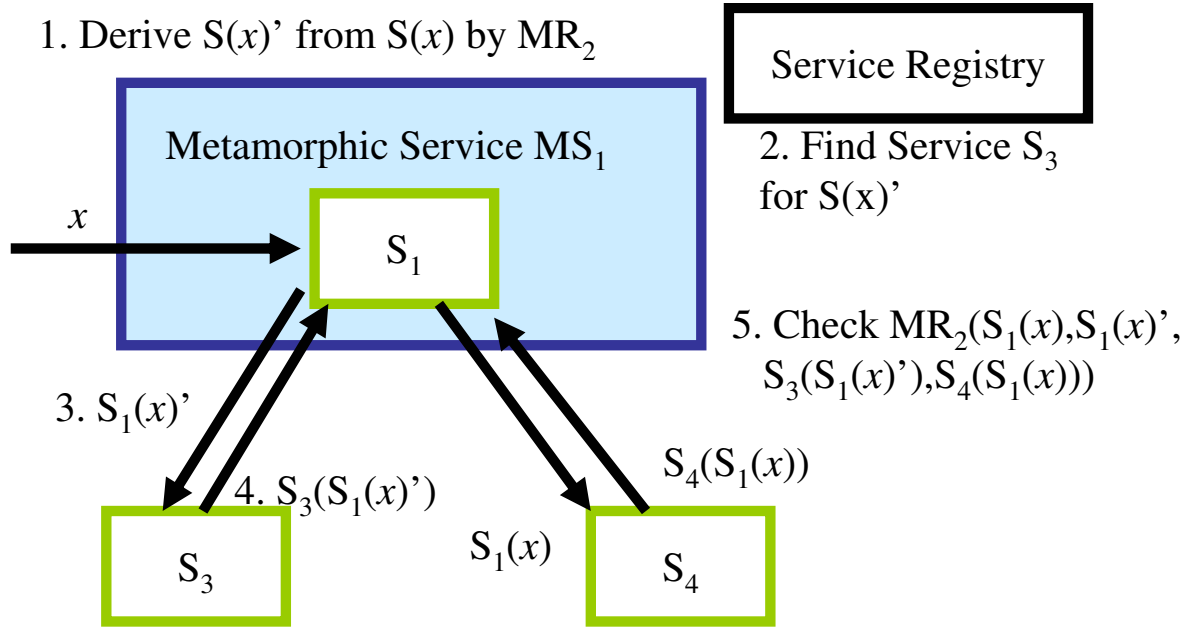 1. Derive S(x)’ from S(x) by MR₂
Service Registry
Metamorphic Service MS₁
2. Find Service S₃
for S(x)’
x
S₁
5. Check MR₂(S₁(x),S₁(x)’,
S₃(S₁(x)’),S₄(S₁(x)))
3. S₁(x)’
S₄(S₁(x))
4. S₃(S₁(x)’)
S₁(x)
S₃
S₄